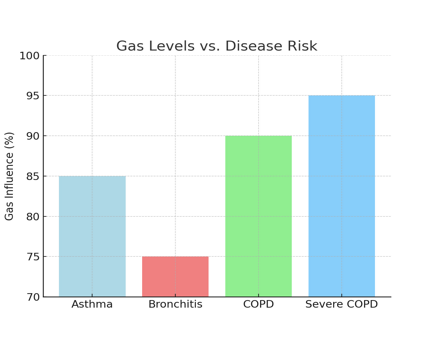 Gas Levels vs. Disease Risk
Gas Influence (%)
100
95
90
85
80
75
70
Asthma Bronchitis COPD Severe COPD